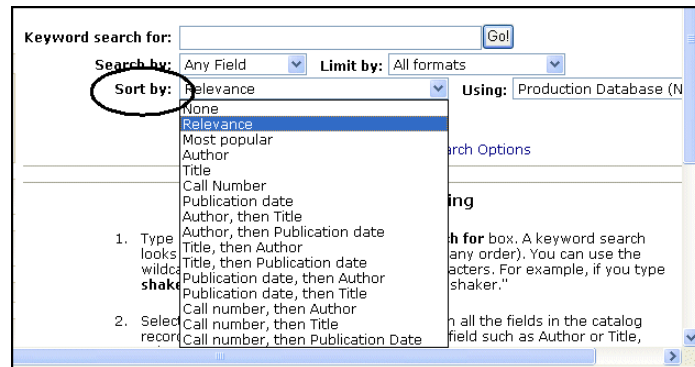 Keyword search for: Go!
Search by: Any Field Limit by: All formats
Sort by: Relevance Using: Production Database (N
None
Relevance
Most popular
Author
rch Options
Title
Call Number
Publication date
ing
Author, then Title
Author, then Publication date
1. Type h for box. A keyword search
Title, then Author
looks any order). You can use the
Title, then Publication date
wildca acters. For example, if you type
Publication date, then Author
shake shaker."
Publication date, then Title
Call number, then Author
2. Select n all the fields in the catalog
Call number, then Title
recor field such as Author or Title,
Call number, then Publication Date